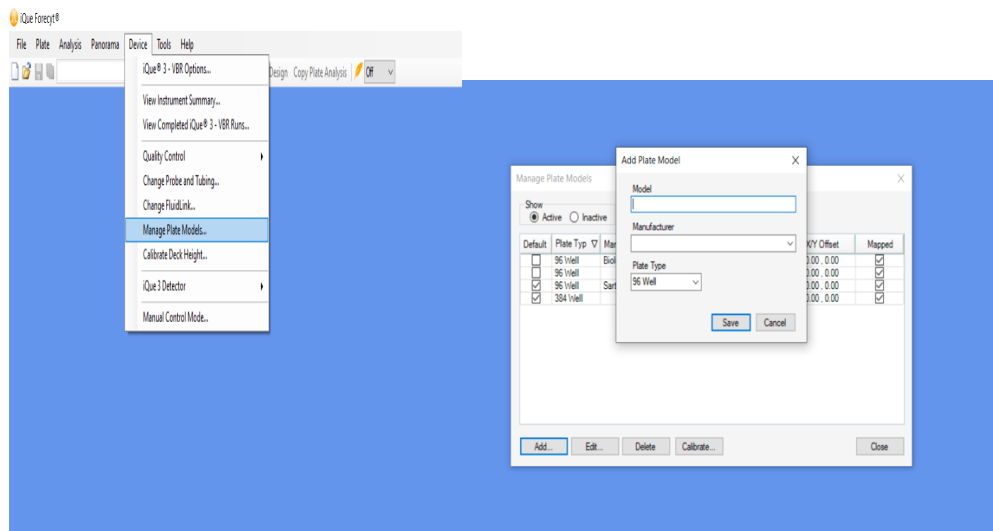 iQue Forecyt®
File Plate Analysis Panorama Device Tools Help
Design Copy Plate Analysis Off
iQue® 3 - VBR Options...
View Instrument Summary...
View Completed iQue® 3 - VBR Runs...
Quality Control
Change Probe and Tubing...
Change FluidLink...
Manage Plate Models...
Calibrate Deck Height...
iQue 3 Detector
Manual Control Mode...
Manage Plate Models
Show
Active Inactive
Default Plate Typ Mar X/Y Offset Mapped
96 Well Biol 0.00 , 0.00
96 Well 0.00 , 0.00
96 Well Sart 0.00 , 0.00
384 Well 0.00 , 0.00
Add... Edit... Delete Calibrate... Close
Add Plate Model
Model
Manufacturer
Plate Type
96 Well
Save Cancel